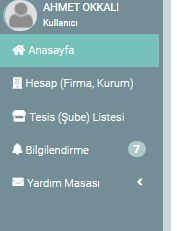 AHMET OKKALI
Kullanıcı
Anasayfa
Hesap (Firma, Kurum)
Tesis (Şube) Listesi
Bilgilendirme 7
Yardım Masası